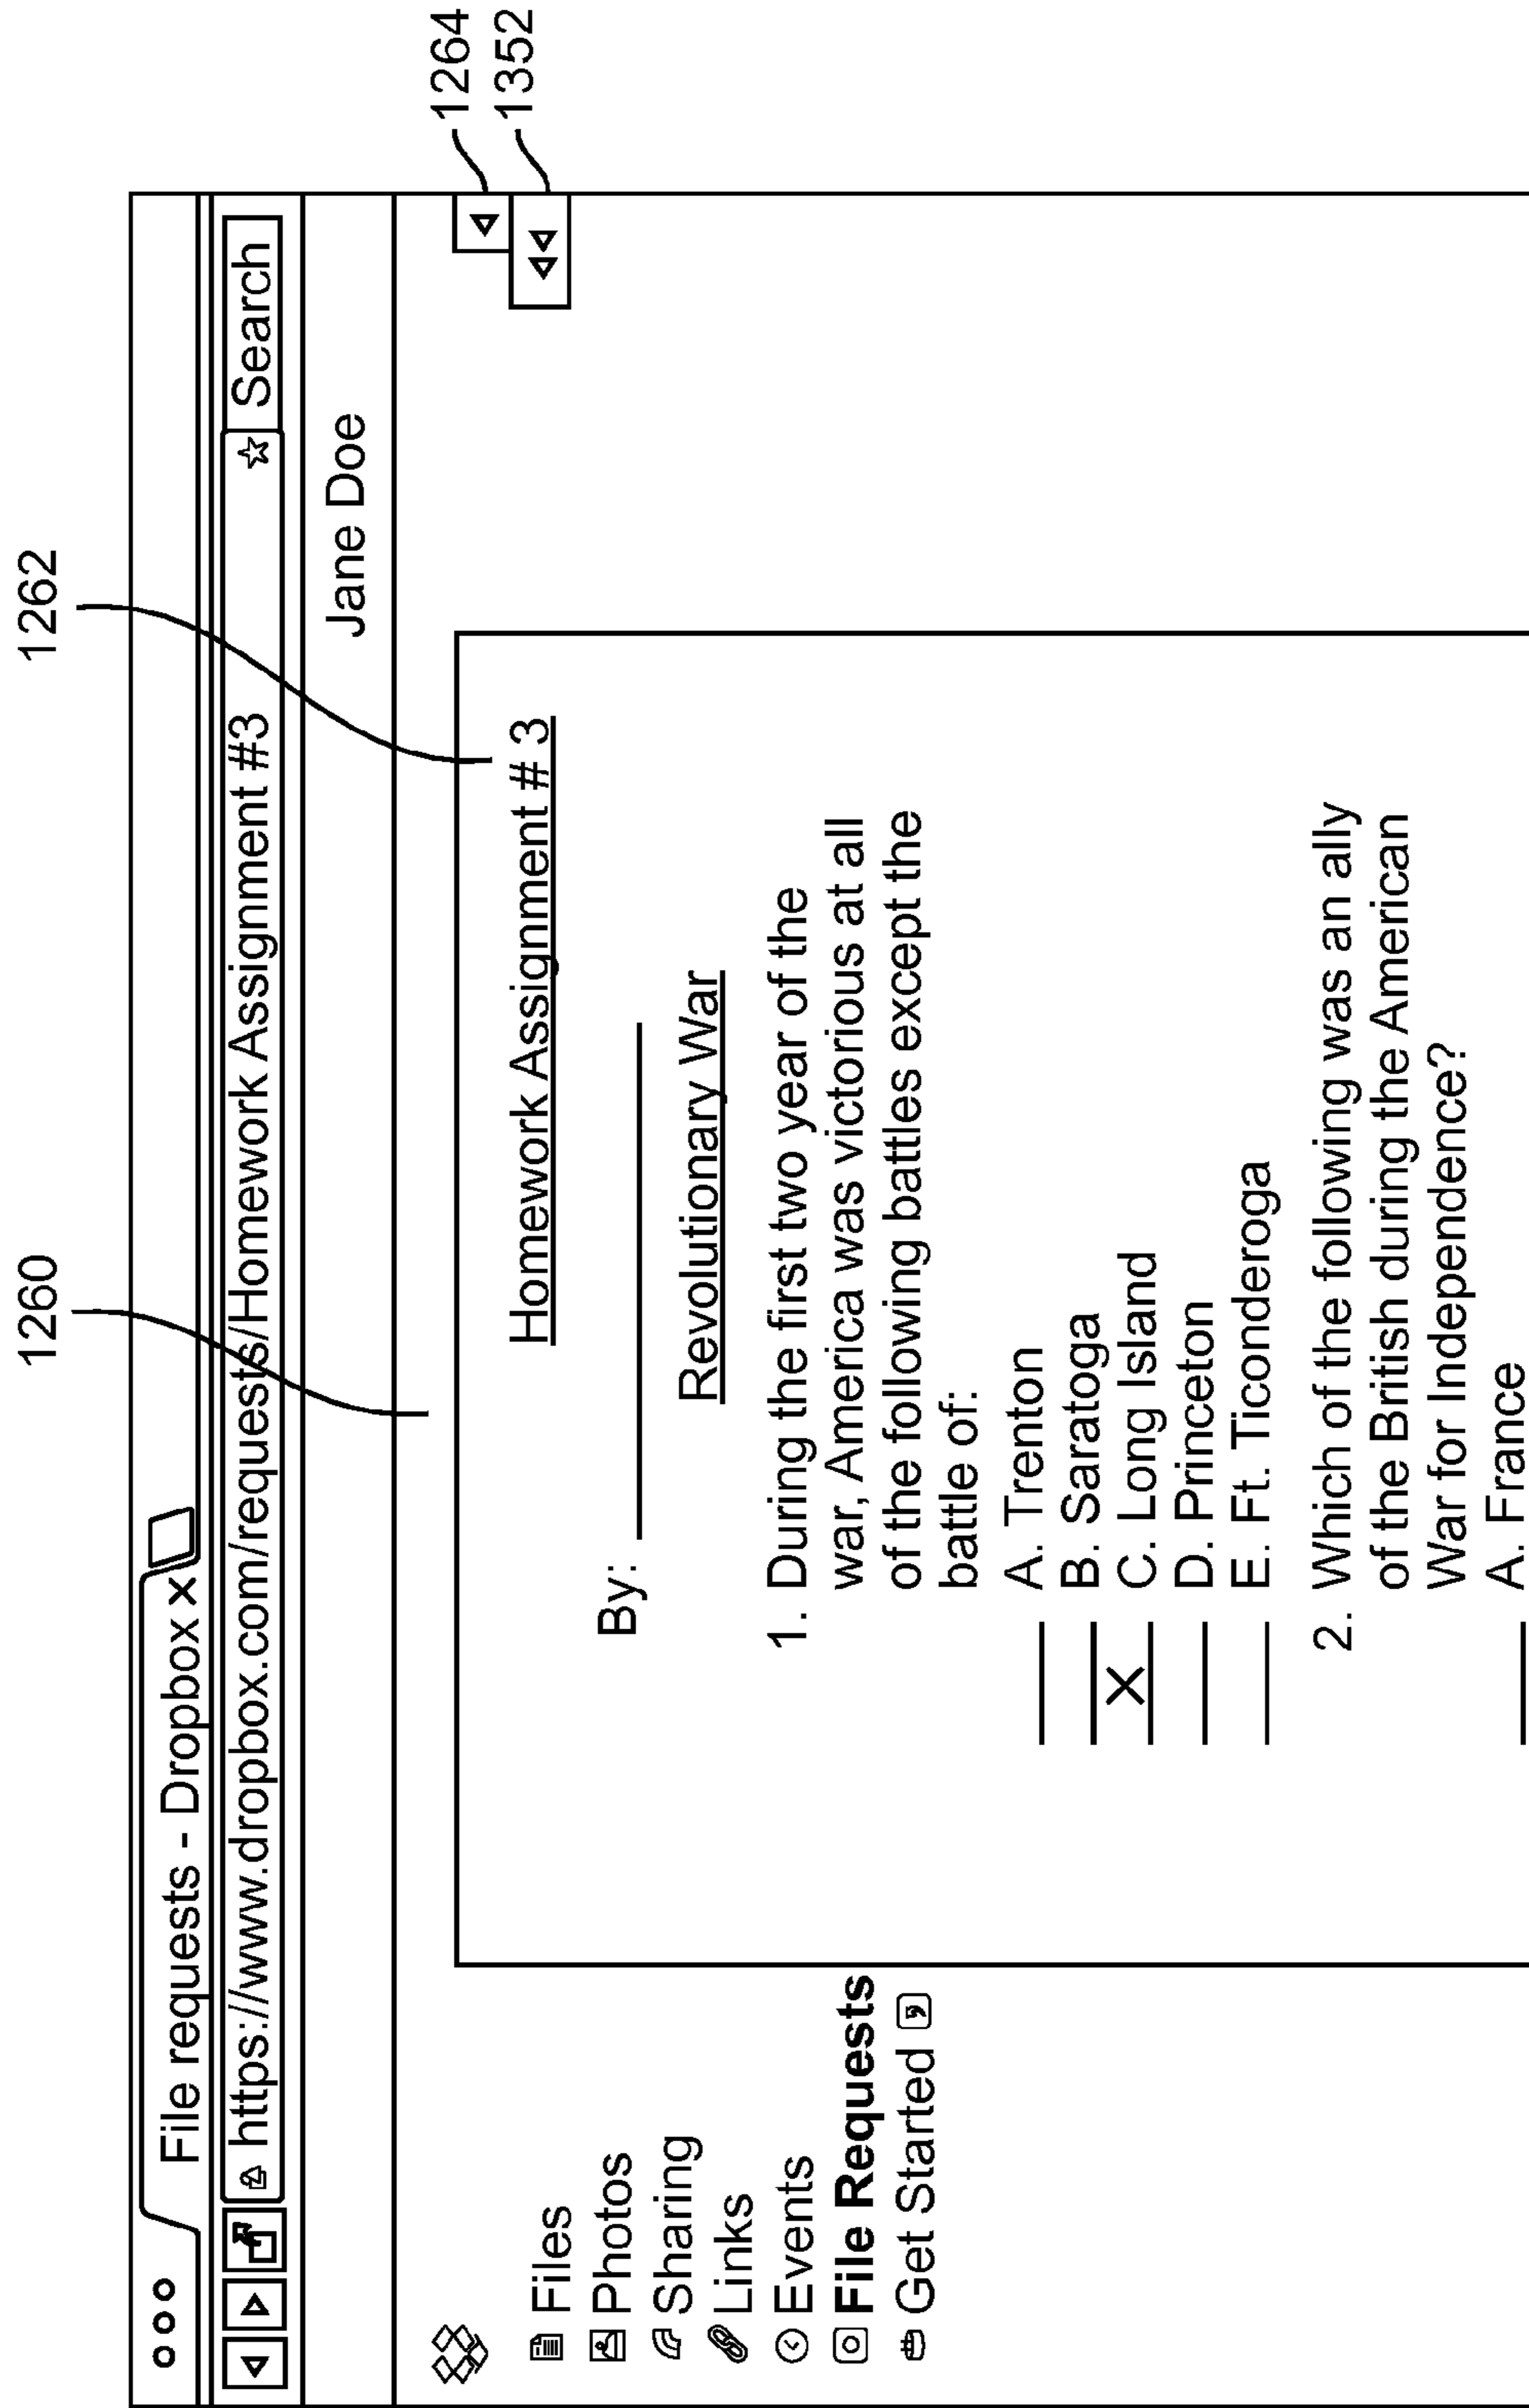 1260
1262
File requests - Dropbox x
https://www.dropbox.com/requests/Homework Assignment #3
Search
Jane Doe
1264
1352
Files
Photos
Sharing
Links
Events
File Requests
Get Started
Homework Assignment # 3
By:
Revolutionary War
1. During the first two year of the
war, America was victorious at all
of the following battles except the
battle of:
A. Trenton
B. Saratoga
X C. Long Island
D. Princeton
E. Ft. Ticonderoga
2. Which of the following was an ally
of the British during the American
War for Independence?
A. France